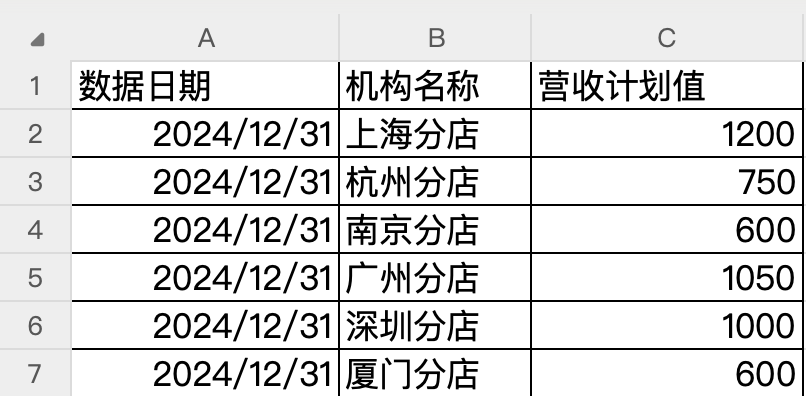 A B C
1 数据日期 机构名称 营收计划值
2 2024/12/31 上海分店 1200
3 2024/12/31 杭州分店 750
4 2024/12/31 南京分店 600
5 2024/12/31 广州分店 1050
6 2024/12/31 深圳分店 1000
7 2024/12/31 厦门分店 600